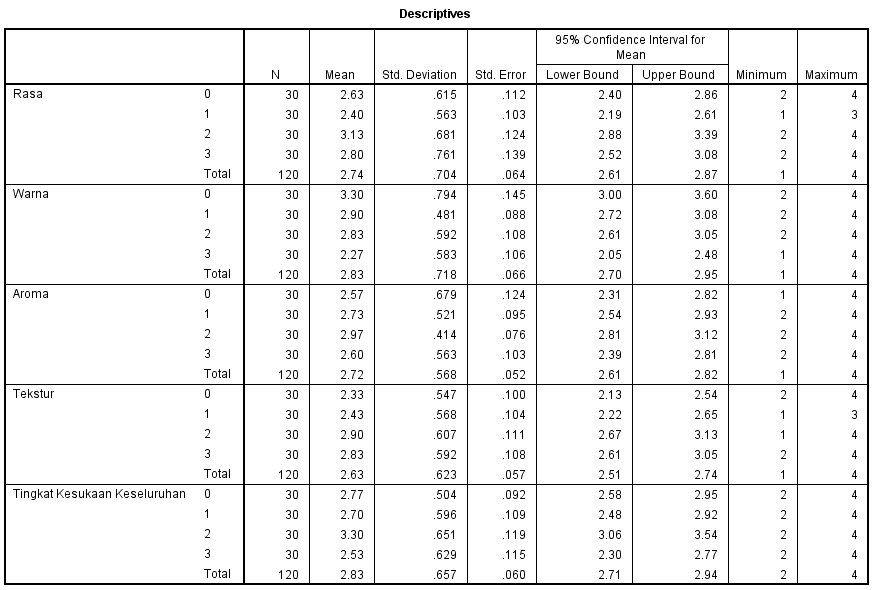 Descriptives
95% Confidence Interval for
Mean
N Mean Std. Deviation Std. Error Lower Bound Upper Bound Minimum Maximum
Rasa 0 30 2.63 .615 .112 2.40 2.86 2 4
1 30 2.40 .563 .103 2.19 2.61 1 3
2 30 3.13 .681 .124 2.88 3.39 2 4
3 30 2.80 .761 .139 2.52 3.08 2 4
Total 120 2.74 .704 .064 2.61 2.87 1 4
Warna 0 30 3.30 .794 .145 3.00 3.60 2 4
1 30 2.90 .481 .088 2.72 3.08 2 4
2 30 2.83 .592 .108 2.61 3.05 2 4
3 30 2.27 .583 .106 2.05 2.48 1 4
Total 120 2.83 .718 .066 2.70 2.95 1 4
Aroma 0 30 2.57 .679 .124 2.31 2.82 1 4
1 30 2.73 .521 .095 2.54 2.93 2 4
2 30 2.97 .414 .076 2.81 3.12 2 4
3 30 2.60 .563 .103 2.39 2.81 2 4
Total 120 2.72 .568 .052 2.61 2.82 1 4
Tekstur 0 30 2.33 .547 .100 2.13 2.54 2 4
1 30 2.43 .568 .104 2.22 2.65 1 3
2 30 2.90 .607 .111 2.67 3.13 1 4
3 30 2.83 .592 .108 2.61 3.05 2 4
Total 120 2.63 .623 .057 2.51 2.74 1 4
Tingkat Kesukaan Keseluruhan 0 30 2.77 .504 .092 2.58 2.95 2 4
1 30 2.70 .596 .109 2.48 2.92 2 4
2 30 3.30 .651 .119 3.06 3.54 2 4
3 30 2.53 .629 .115 2.30 2.77 2 4
Total 120 2.83 .657 .060 2.71 2.94 2 4